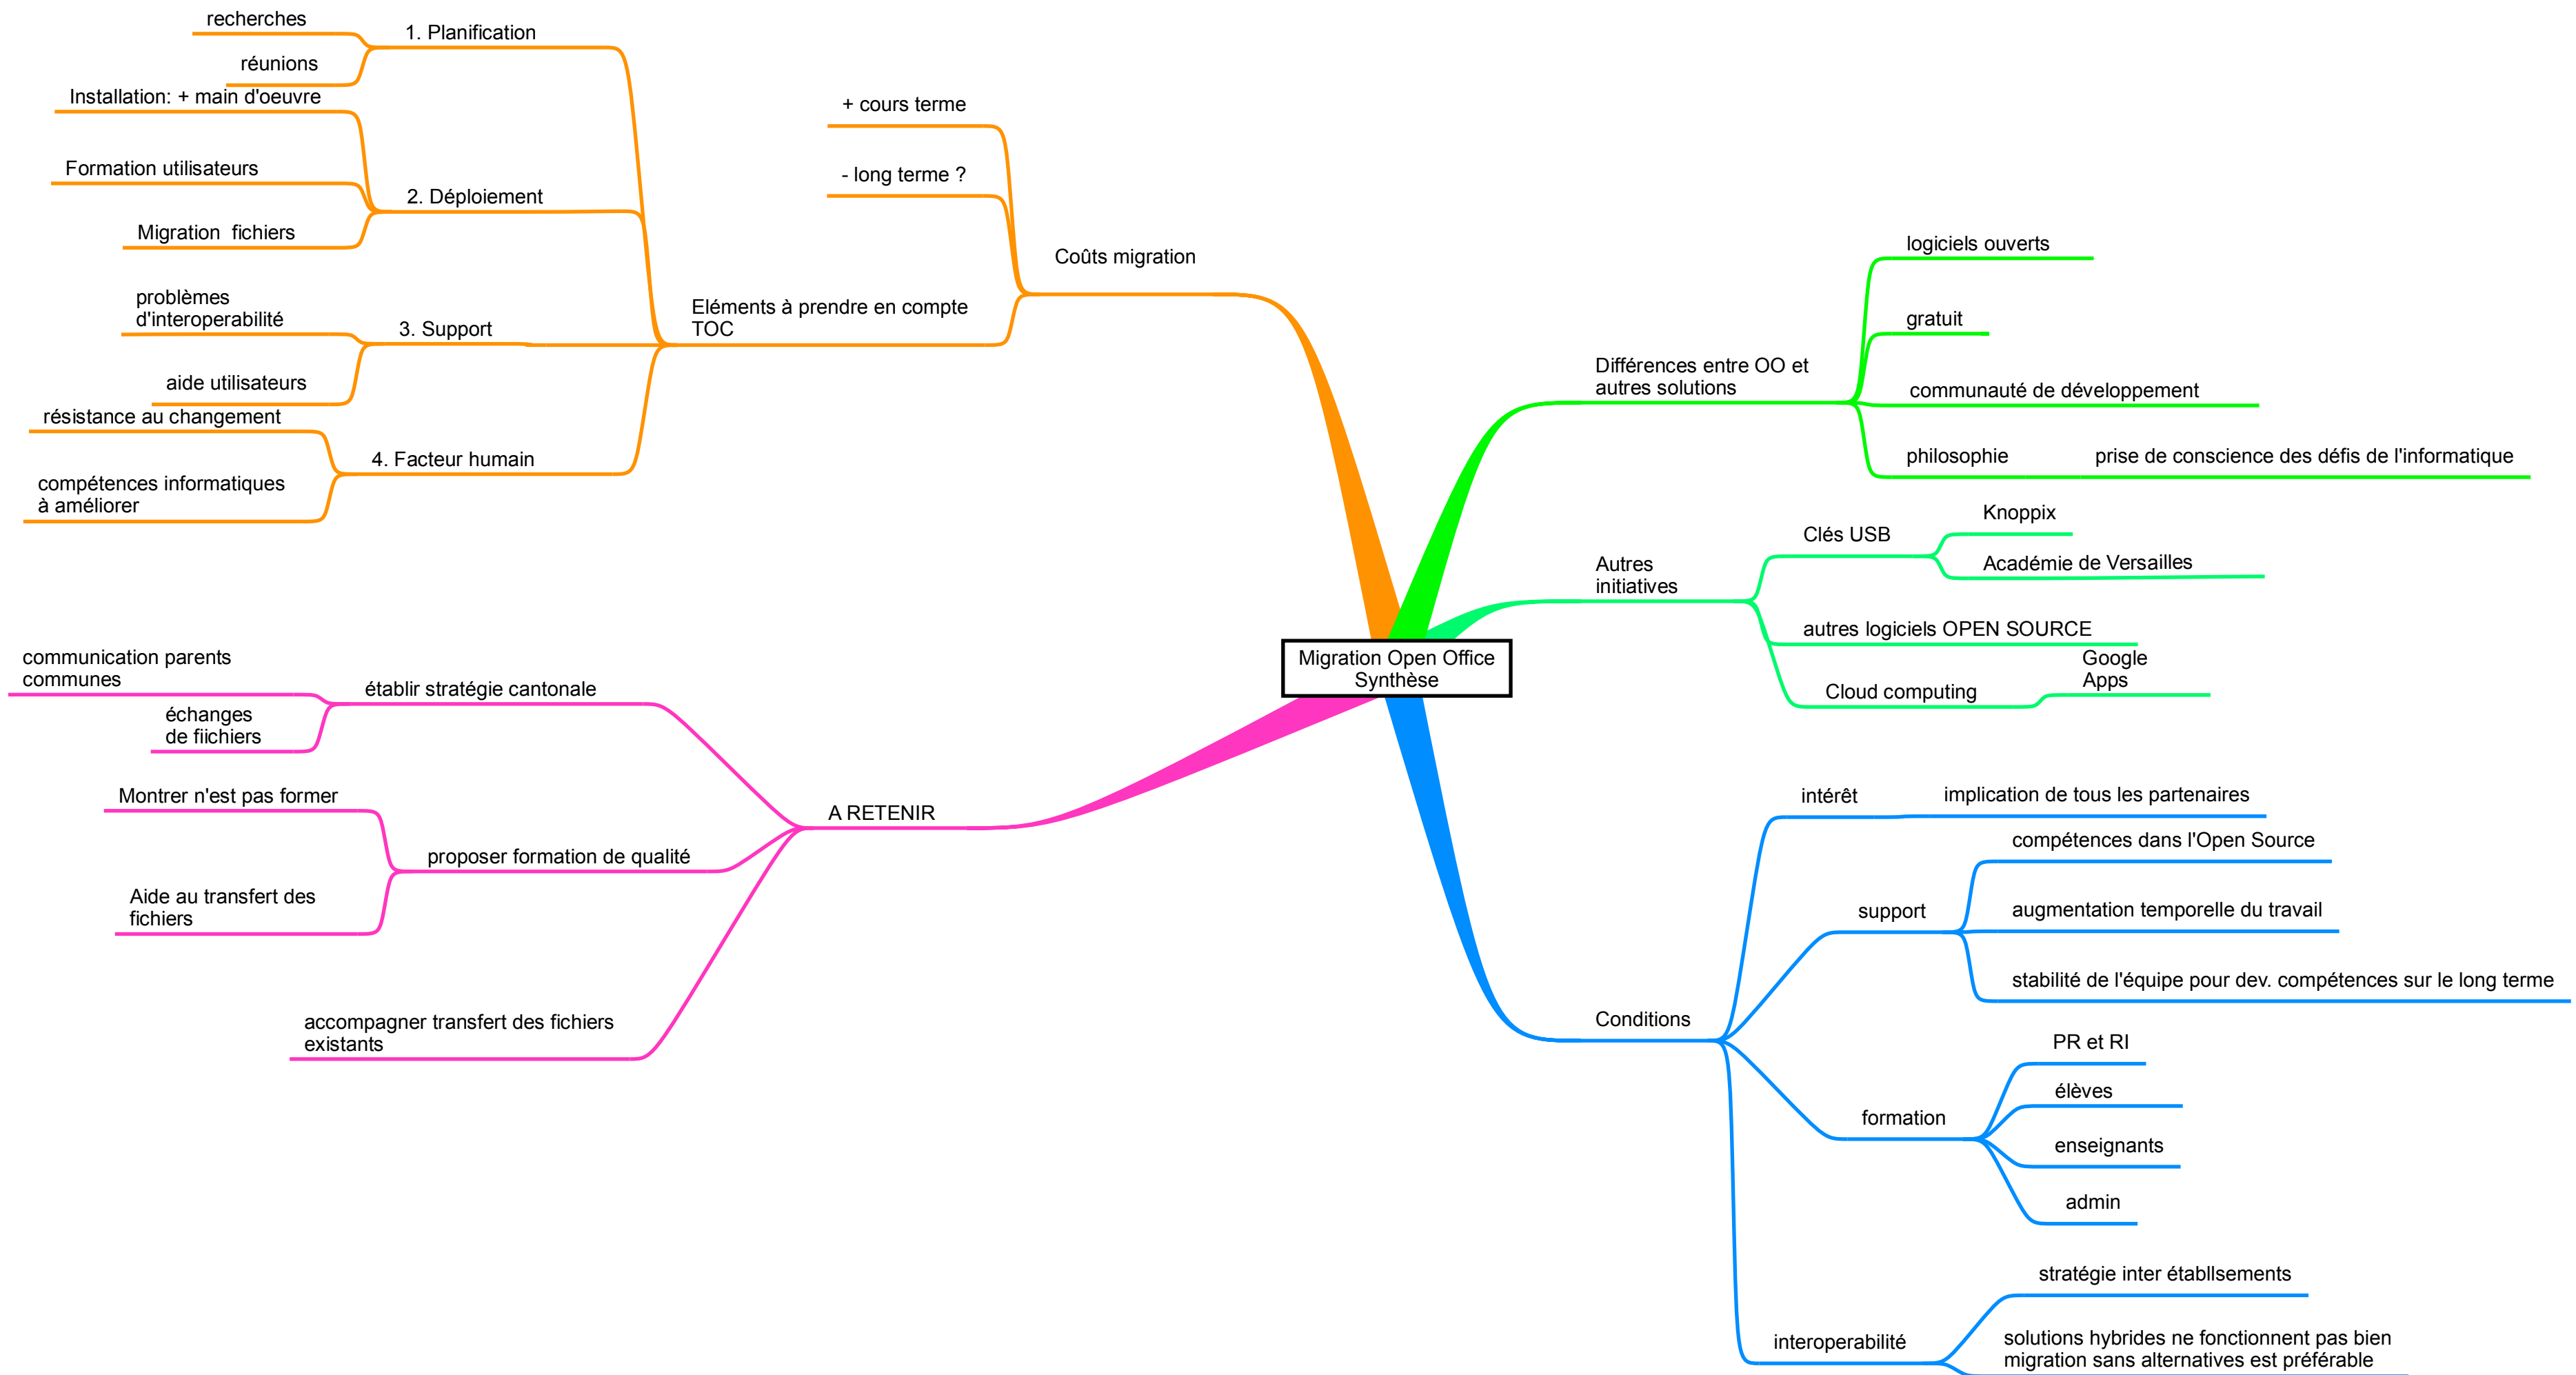 Migration Open Office
Synthèse
Coûts migration
+ cours terme
- long terme ?
Eléments à prendre en compte
TOC
1. Planification
recherches
réunions
2. Déploiement
Installation: + main d'oeuvre
Formation utilisateurs
Migration  fichiers
3. Support
problèmes
d'interoperabilité
aide utilisateurs
4. Facteur humain
résistance au changement
compétences informatiques
à améliorer
Différences entre OO et
autres solutions
logiciels ouverts
gratuit
communauté de développement
philosophie
prise de conscience des défis de l'informatique
Autres
initiatives
Clés USB
Knoppix
Académie de Versailles
autres logiciels OPEN SOURCE
Cloud computing
Google
Apps
Conditions
intérêt
implication de tous les partenaires
support
compétences dans l'Open Source
augmentation temporelle du travail
stabilité de l'équipe pour dev. compétences sur le long terme
formation
PR et RI
élèves
enseignants
admin
interoperabilité
stratégie inter établlsements
solutions hybrides ne fonctionnent pas bien
migration sans alternatives est préférable
A RETENIR
établir stratégie cantonale
communication parents
communes
échanges
de fiichiers
proposer formation de qualité
Montrer n'est pas former
Aide au transfert des
fichiers
accompagner transfert des fichiers
existants